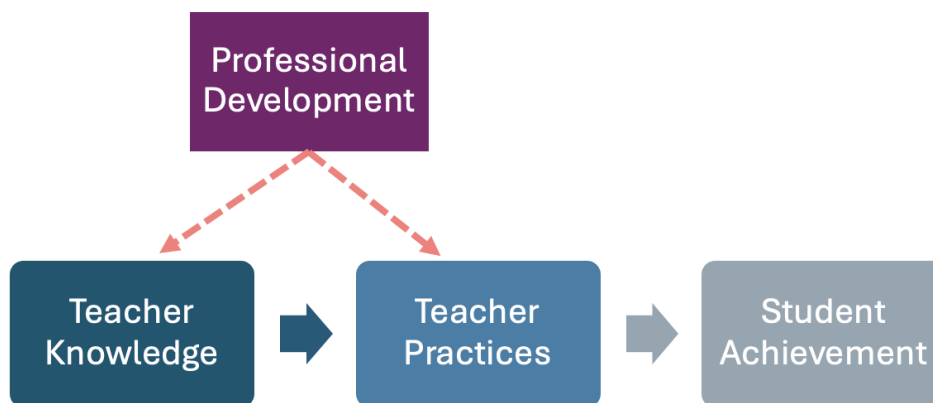 Professional
Development
Teacher
Knowledge
Teacher
Practices
Student
Achievement